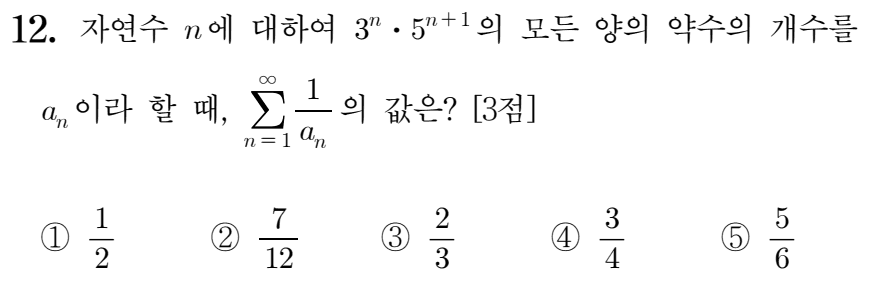 12. 자연수 n에 대하여 3ⁿ · 5ⁿ⁺¹의 모든 양의 약수의 개수를
aₙ이라 할 때, ∑_{n=1}^{∞} 1/aₙ 의 값은? [3점]
① 1/2 ② 7/12 ③ 2/3 ④ 3/4 ⑤ 5/6